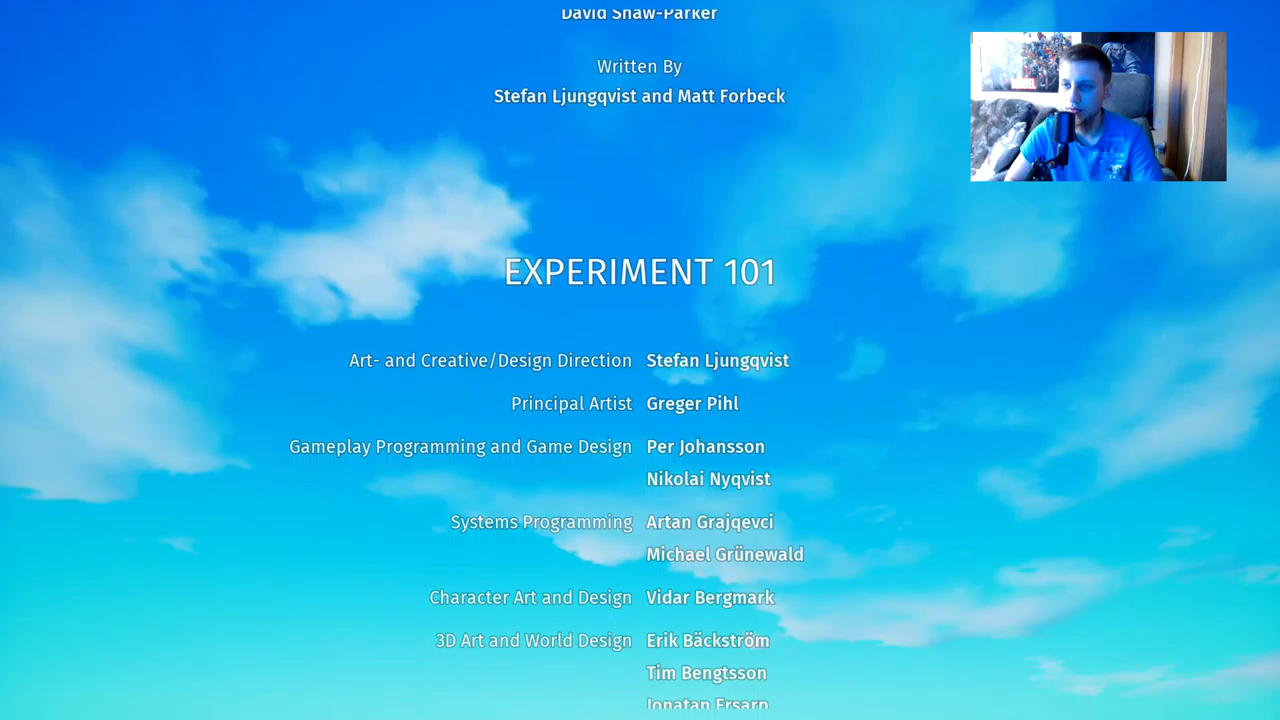 David Shaw-Parker
Written By
Stefan Ljungqvist and Matt Forbeck
EXPERIMENT 101
Art- and Creative/Design Direction Stefan Ljungqvist
Principal Artist Greger Pihl
Gameplay Programming and Game Design Per Johansson
Nikolai Nyqvist
Systems Programming Artan Grajqevci
Michael Grünewald
Character Art and Design Vidar Bergmark
3D Art and World Design Erik Bäckström
Tim Bengtsson
Jonatan Ersarp